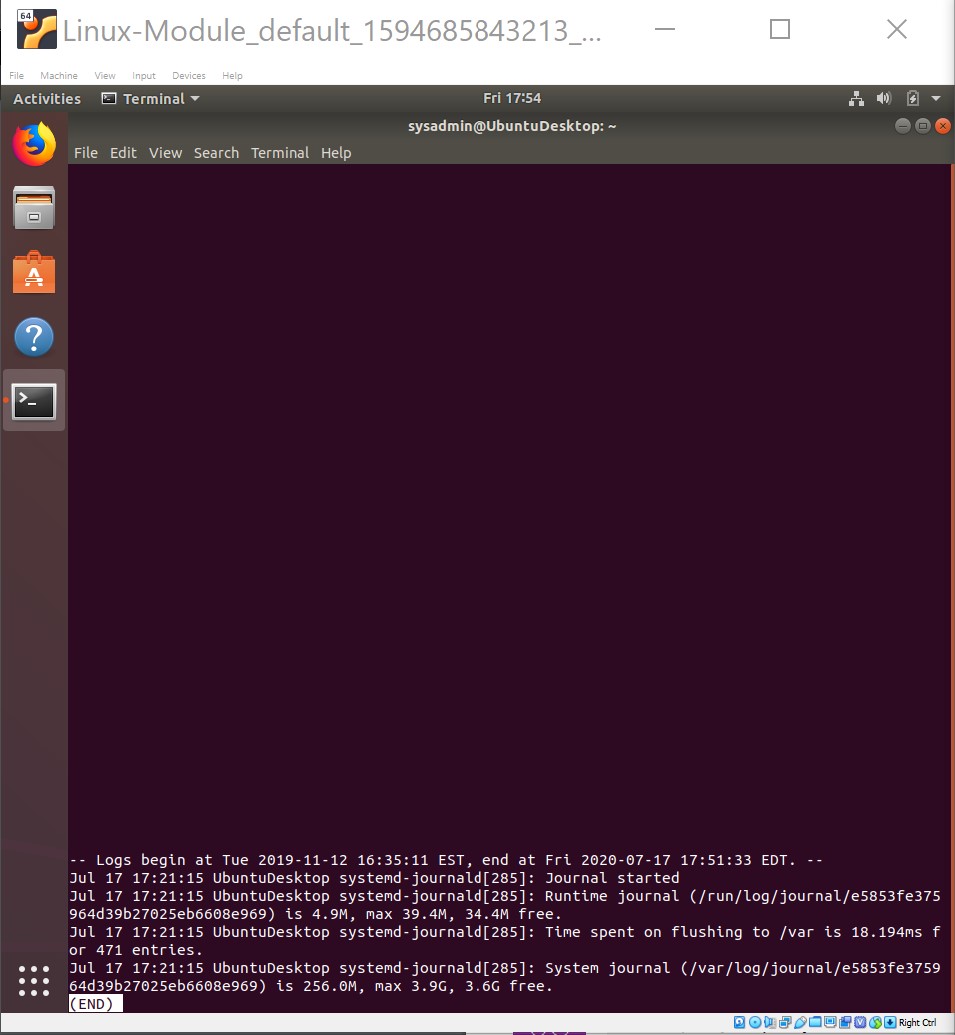 64
Linux-Module_default_1594685843213_...
File Machine View Input Devices Help
Activities Terminal Fri 17:54
sysadmin@UbuntuDesktop: ~
File Edit View Search Terminal Help
-- Logs begin at Tue 2019-11-12 16:35:11 EST, end at Fri 2020-07-17 17:51:33 EDT. --
Jul 17 17:21:15 UbuntuDesktop systemd-journald[285]: Journal started
Jul 17 17:21:15 UbuntuDesktop systemd-journald[285]: Runtime journal (/run/log/journal/e5853fe375
964d39b27025eb6608e969) is 4.9M, max 39.4M, 34.4M free.
Jul 17 17:21:15 UbuntuDesktop systemd-journald[285]: Time spent on flushing to /var is 18.194ms f
or 471 entries.
Jul 17 17:21:15 UbuntuDesktop systemd-journald[285]: System journal (/var/log/journal/e5853fe3759
64d39b27025eb6608e969) is 256.0M, max 3.9G, 3.6G free.
(END)
Right Ctrl